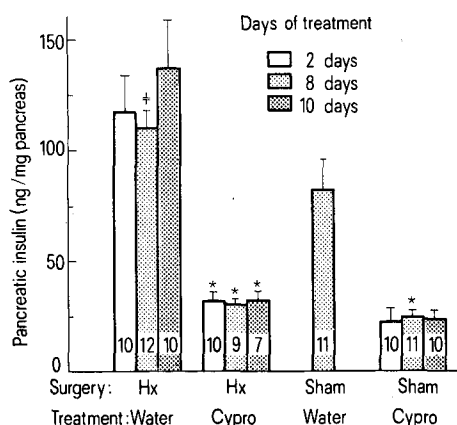 Days of treatment
2 days
8 days
10 days
Pancreatic insulin (ng/mg pancreas)
150
100
50
0
‡
* * *
*
10 12 10 10 9 7 11 10 11 10
Surgery: Hx Hx Sham Sham
Treatment: Water Cypro Water Cypro